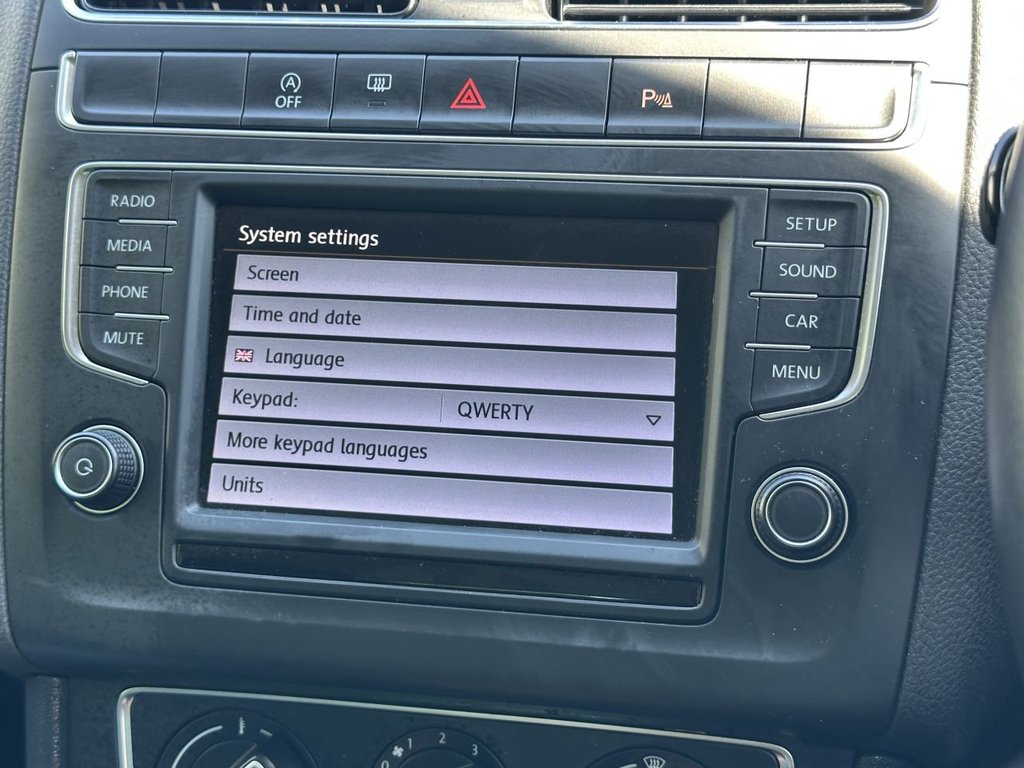 OFF
P
RADIO
MEDIA
PHONE
MUTE
System settings
Screen
Time and date
Language
Keypad: QWERTY
More keypad languages
Units
SETUP
SOUND
CAR
MENU
0 1 2 3